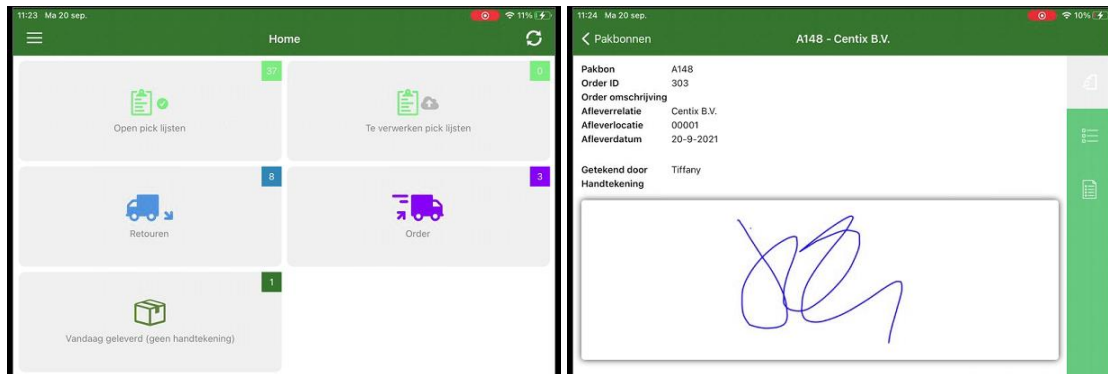 11:23 Ma 20 sep.
11%
Home
37
Open pick lijsten
0
Te verwerken pick lijsten
8
Retouren
3
Order
1
Vandaag geleverd (geen handtekening)
11:24 Ma 20 sep.
10%
Pakbonnen
A148 - Centix B.V.
Pakbon A148
Order ID 303
Order omschrijving
Afleverrelatie Centix B.V.
Afleverlocatie 00001
Afleverdatum 20-9-2021
Getekend door Tiffany
Handtekening